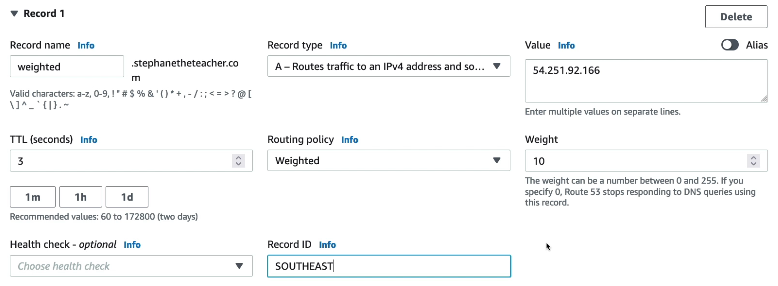 Record 1
Delete
Record name Info
weighted
.stephanetheteacher.co
m
Valid characters: a-z, 0-9, ! " # $ % & ' ( ) * + , - / : ; < = > ? @ [
\ ] ^ _ ` { | } . ~
Record type Info
A – Routes traffic to an IPv4 address and so...
Value Info
Alias
54.251.92.166
Enter multiple values on separate lines.
TTL (seconds) Info
3
1m
1h
1d
Recommended values: 60 to 172800 (two days)
Routing policy Info
Weighted
Weight
10
The weight can be a number between 0 and 255. If you
specify 0, Route 53 stops responding to DNS queries using
this record.
Health check - optional Info
Choose health check
Record ID Info
SOUTHEAST